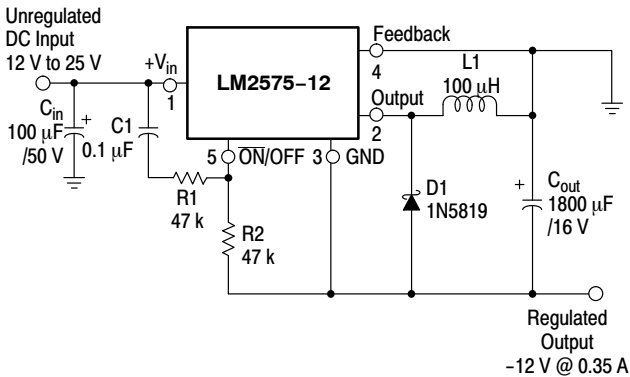 Unregulated
DC Input
12 V to 25 V
+Vin
1
LM2575–12
Feedback
4
L1
100 μH
Output
2
Cin
100 μF
/50 V
+
C1
0.1 μF
5
ON/OFF
3
GND
R1
47 k
R2
47 k
D1
1N5819
+
Cout
1800 μF
/16 V
Regulated
Output
–12 V @ 0.35 A